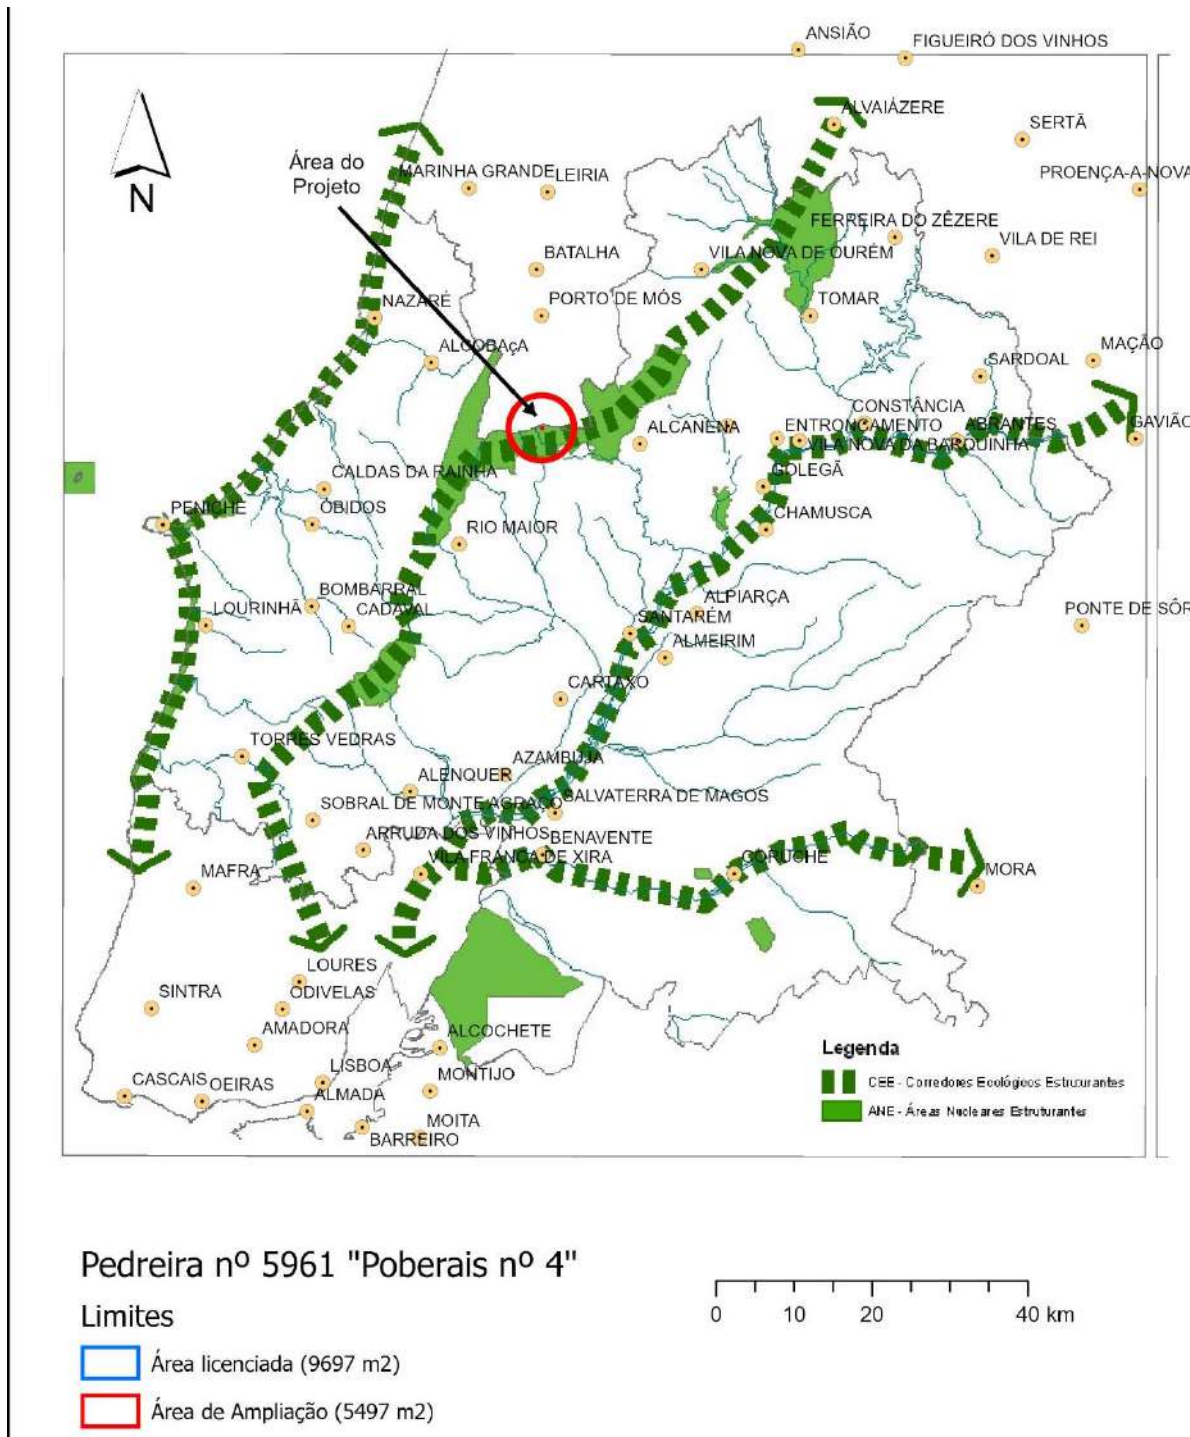 ANSIÃO
FIGUEIRÓ DOS VINHOS
ALVAIÁZERE
SERTÃ
Área do
Projeto
MARINHA GRANDE
LEIRIA
PROENÇA-A-NOVA
N
FERREIRA DO ZÊZERE
VILA DE REI
BATALHA
VILA NOVA DE OURÉM
NAZARÉ
PORTO DE MÓS
TOMAR
ALCOBAçA
SARDOAL
MAÇÃO
CONSTÂNCIA
ALCANENA
ENTRONCAMENTO
ABRANTES
GAVIÃO
VILA NOVA DA BARQUINHA
CALDAS DA RAINHA
GOLEGÃ
PENICHE
ÓBIDOS
RIO MAIOR
CHAMUSCA
BOMBARRAL
LOURINHÃ
CADAVAL
ALPIARÇA
SANTARÉM
PONTE DE SÔR
ALMEIRIM
CARTAXO
TORRES VEDRAS
AZAMBUJA
ALENQUER
SOBRAL DE MONTE AGRAÇO
SALVATERRA DE MAGOS
ARRUDA DOS VINHOS
BENAVENTE
VILA FRANCA DE XIRA
CORUCHE
MAFRA
MORA
LOURES
SINTRA
ODIVELAS
AMADORA
ALCOCHETE
LISBOA
MONTIJO
CASCAIS
OEIRAS
ALMADA
MOITA
BARREIRO
Legenda
CEE - Corredores Ecológicos Estruturantes
ANE - Áreas Nucleares Estruturantes
Pedreira nº 5961 "Poberais nº 4"
Limites
0 10 20 40 km
Área licenciada (9697 m2)
Área de Ampliação (5497 m2)